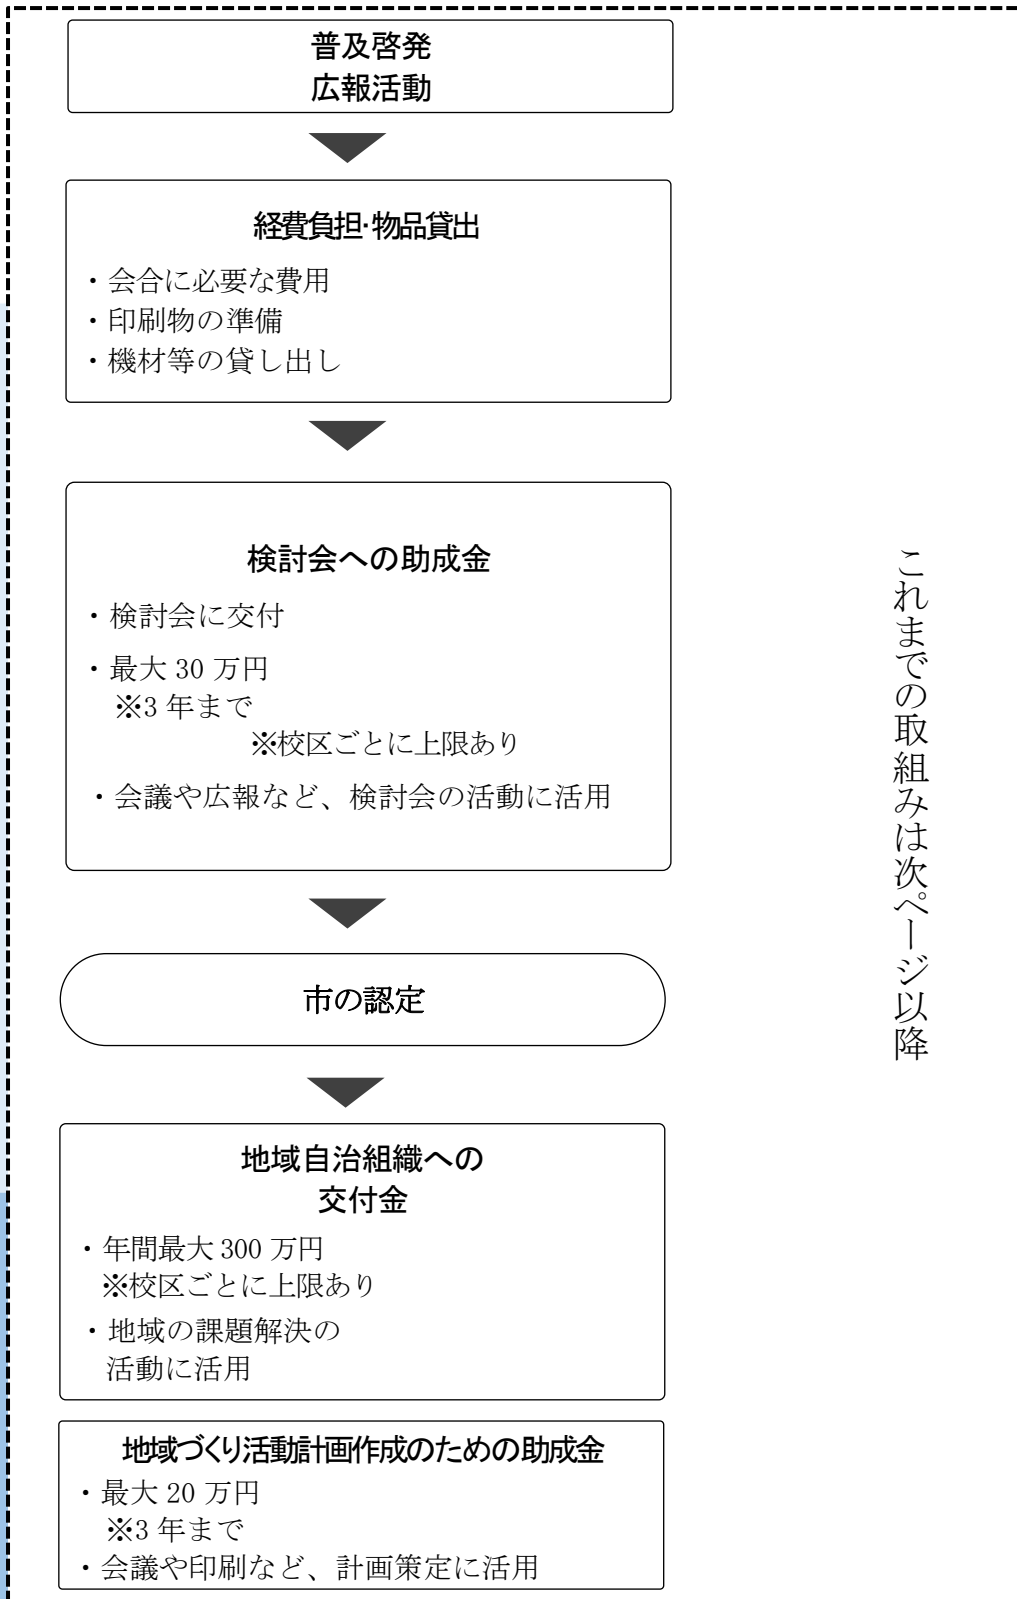 普及啓発
広報活動
経費負担・物品貸出
・会合に必要な費用
・印刷物の準備
・機材等の貸し出し
検討会への助成金
・検討会に交付
・最大 30 万円
※3 年まで
※校区ごとに上限あり
・会議や広報など、検討会の活動に活用
市の認定
地域自治組織への
交付金
・年間最大 300 万円
※校区ごとに上限あり
・地域の課題解決の
活動に活用
地域づくり活動計画作成のための助成金
・最大 20 万円
※3 年まで
・会議や印刷など、計画策定に活用
これまでの取組みは次ページ以降